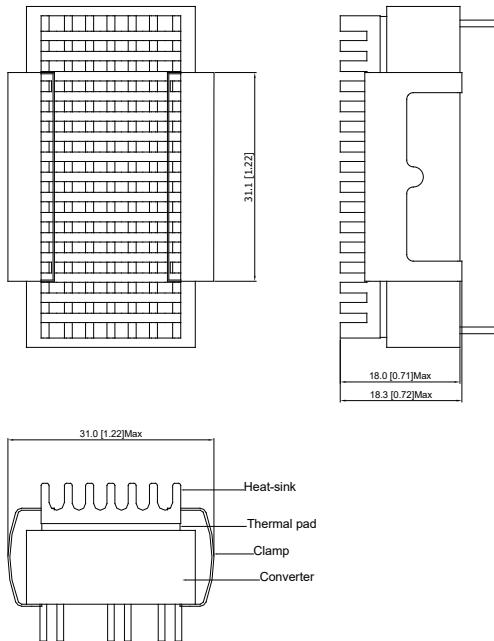 31.1 [1.22]
18.0 [0.71]Max
18.3 [0.72]Max
31.0 [1.22]Max
Heat-sink
Thermal pad
Clamp
Converter